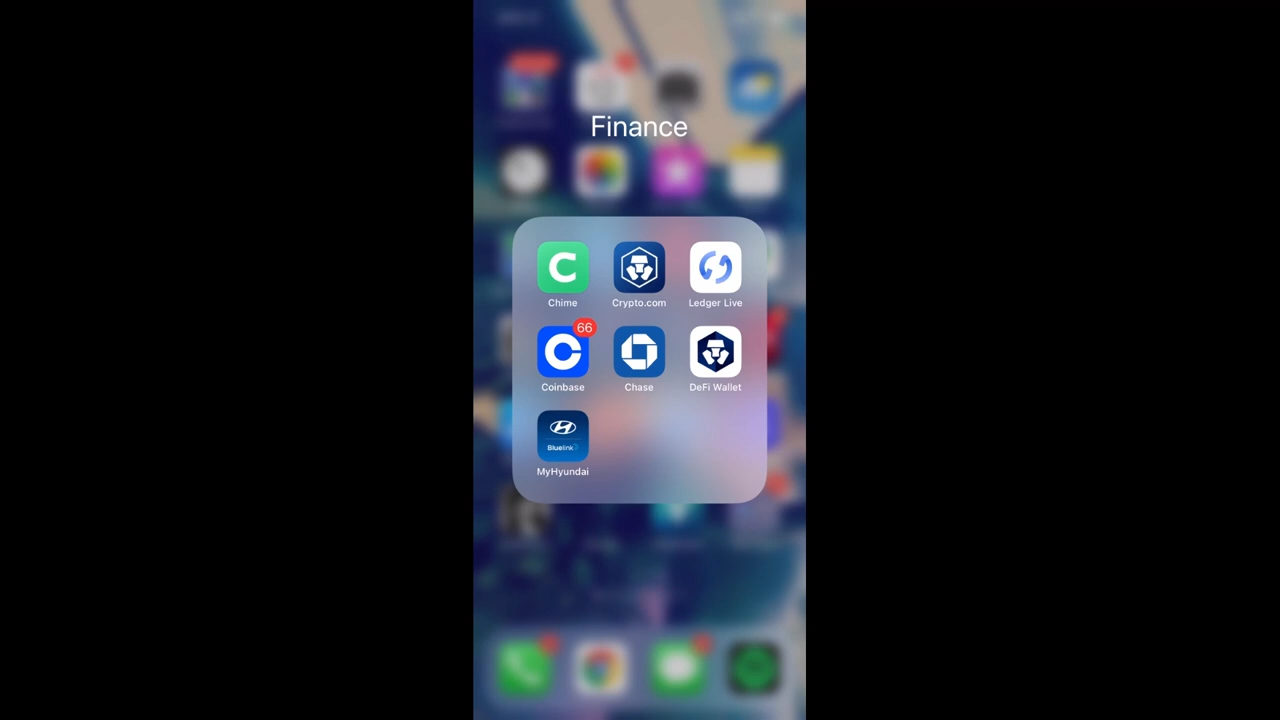 Finance
Chime
Crypto.com
Ledger Live
66
Coinbase
Chase
DeFi Wallet
Bluelink
MyHyundai